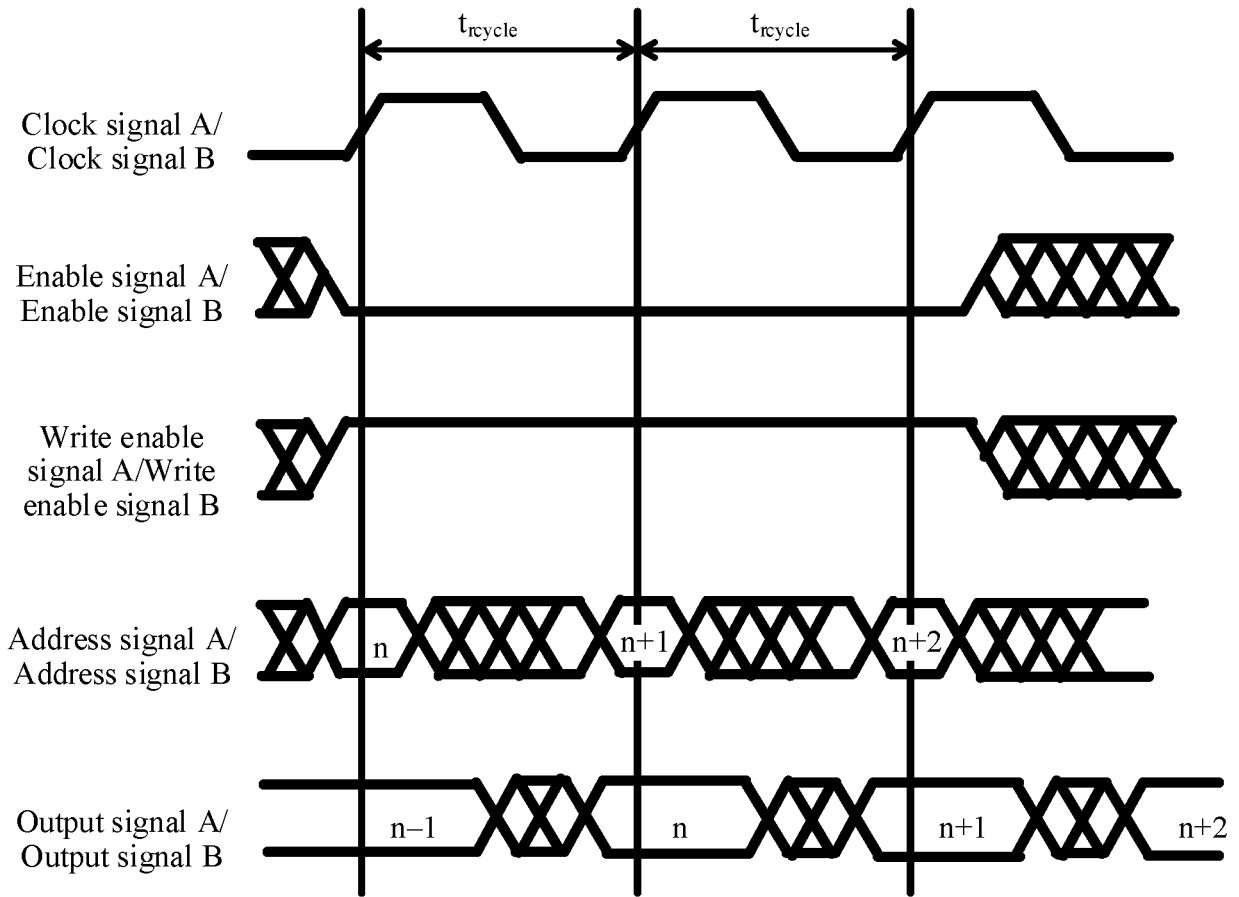 t_rcycle t_rcycle
Clock signal A/
Clock signal B
Enable signal A/
Enable signal B
Write enable
signal A/Write
enable signal B
Address signal A/
Address signal B
n n+1 n+2
Output signal A/
Output signal B
n−1 n n+1 n+2